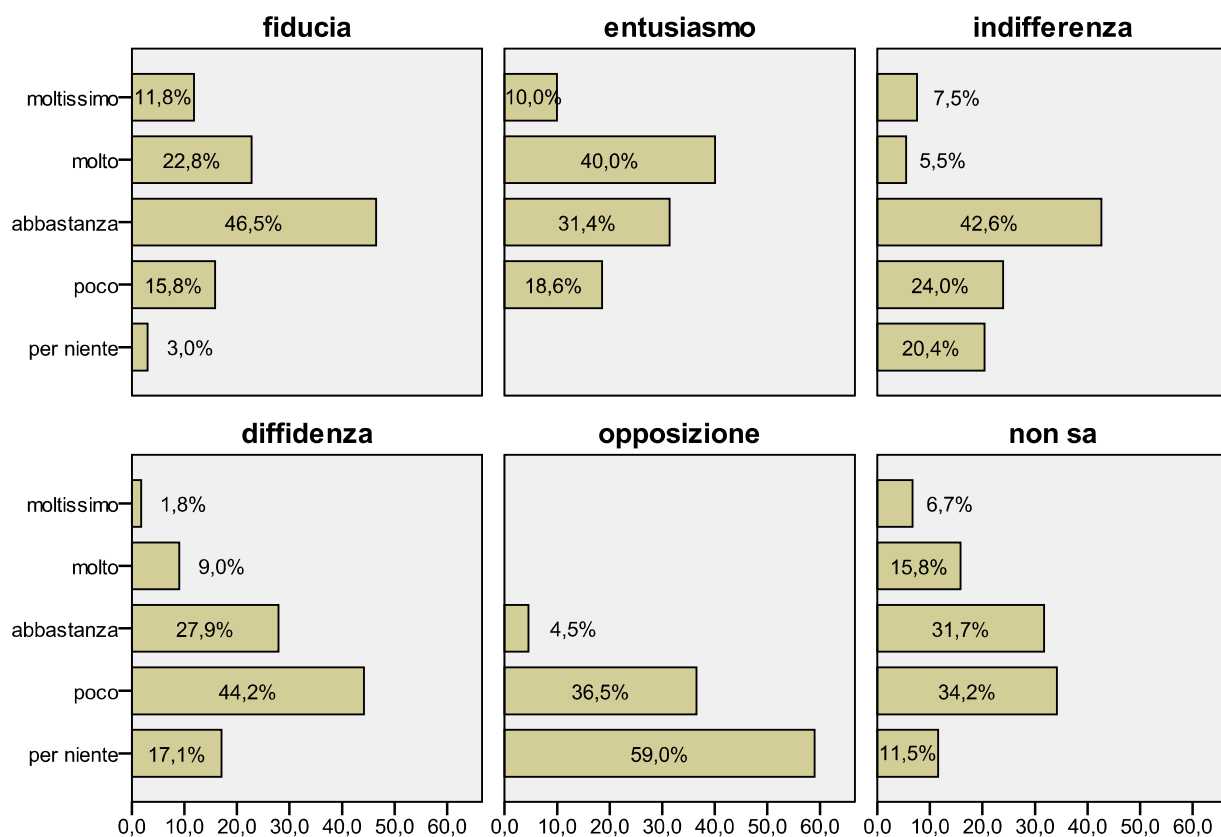 fiducia entusiasmo indifferenza
moltissimo 11,8% 10,0% 7,5%
molto 22,8% 40,0% 5,5%
abbastanza 46,5% 31,4% 42,6%
poco 15,8% 18,6% 24,0%
per niente 3,0% 20,4%
diffidenza opposizione non sa
moltissimo 1,8% 6,7%
molto 9,0% 15,8%
abbastanza 27,9% 4,5% 31,7%
poco 44,2% 36,5% 34,2%
per niente 17,1% 59,0% 11,5%
0,0 10,0 20,0 30,0 40,0 50,0 60,0 0,0 10,0 20,0 30,0 40,0 50,0 60,0 0,0 10,0 20,0 30,0 40,0 50,0 60,0